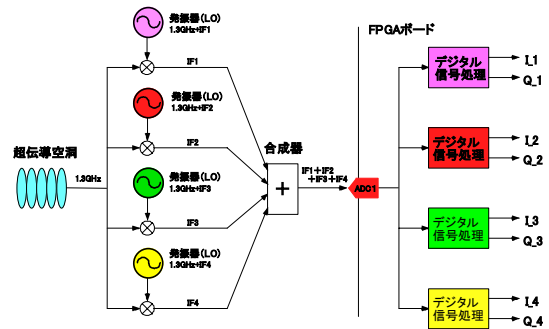 発振器(LO)
1.3GHz+IF1
IF1
発振器(LO)
1.3GHz+IF2
IF2
超伝導空洞
1.3GHz
発振器(LO)
1.3GHz+IF3
IF3
発振器(LO)
1.3GHz+IF4
IF4
合成器
+
IF1+IF2
+IF3+IF4
FPGAボード
ADC1
デジタル
信号処理
I_1
Q_1
デジタル
信号処理
I_2
Q_2
デジタル
信号処理
I_3
Q_3
デジタル
信号処理
I_4
Q_4